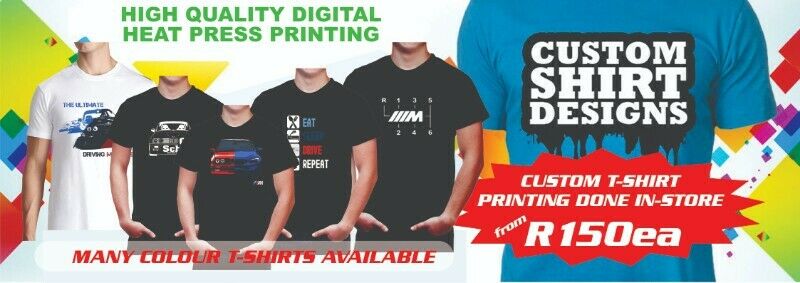 HIGH QUALITY DIGITAL
HEAT PRESS PRINTING
THE ULTIMATE
DRIVING
Sch
EAT
SLEEP
DRIVE
REPEAT
R 1 3 5
///M
2 4 6
CUSTOM
SHIRT
DESIGNS
CUSTOM T-SHIRT
PRINTING DONE IN-STORE
from R150ea
MANY COLOUR T-SHIRTS AVAILABLE